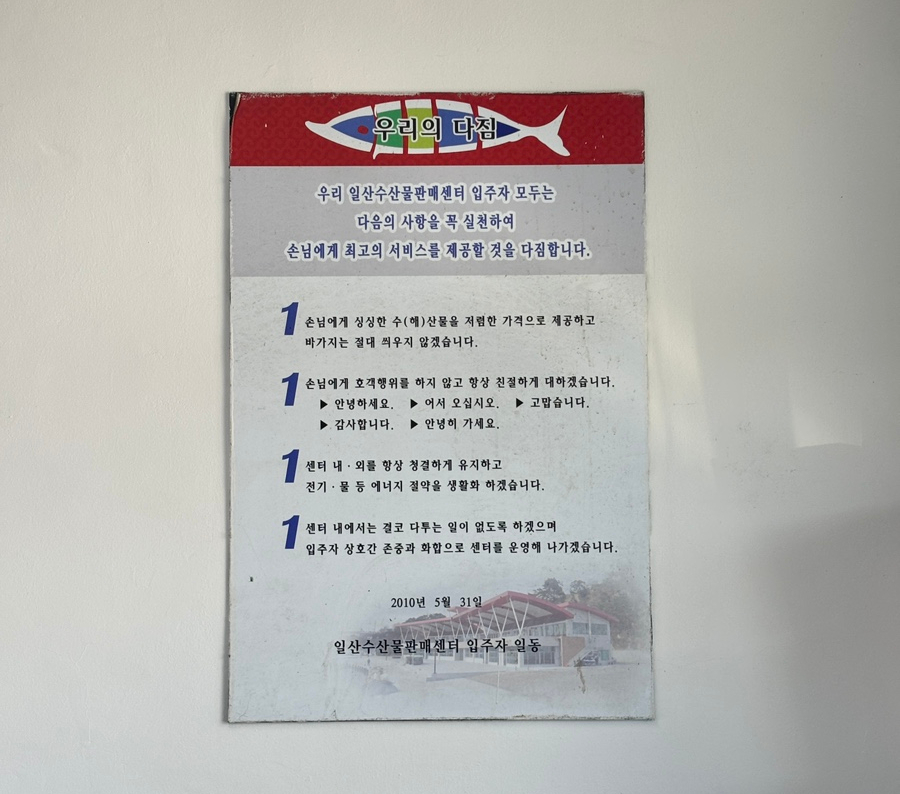 우리의 다짐
우리 일산수산물판매센터 입주자 모두는
다음의 사항을 꼭 실천하여
손님에게 최고의 서비스를 제공할 것을 다짐합니다.
1 손님에게 싱싱한 수(해)산물을 저렴한 가격으로 제공하고
바가지는 절대 씌우지 않겠습니다.
1 손님에게 호객행위를 하지 않고 항상 친절하게 대하겠습니다.
▶ 안녕하세요. ▶ 어서 오십시오. ▶ 고맙습니다.
▶ 감사합니다. ▶ 안녕히 가세요.
1 센터 내·외를 항상 청결하게 유지하고
전기·물 등 에너지 절약을 생활화 하겠습니다.
1 센터 내에서는 결코 다투는 일이 없도록 하겠으며
입주자 상호간 존중과 화합으로 센터를 운영해 나가겠습니다.
2010년 5월 31일
일산수산물판매센터 입주자 일동